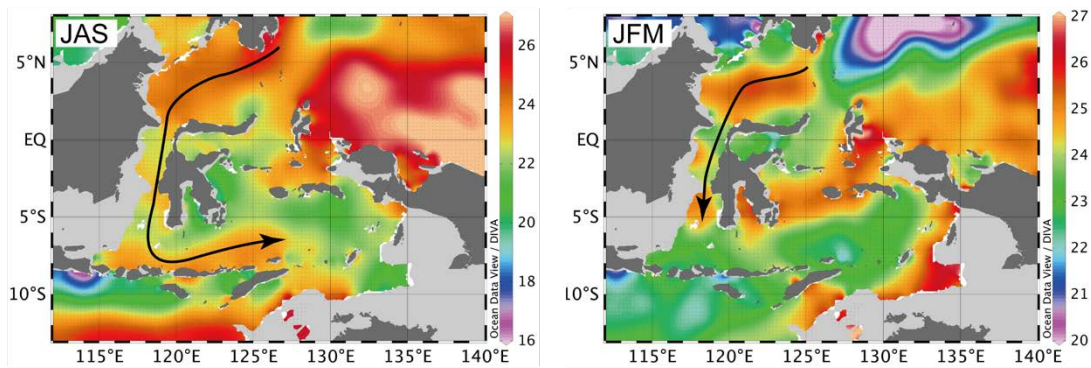 JAS
5°N
EQ
5°S
10°S
115°E 120°E 125°E 130°E 135°E 140°E
26
24
22
20
18
16
Ocean Data View / DIVA
JFM
5°N
EQ
5°S
10°S
115°E 120°E 125°E 130°E 135°E 140°E
27
26
25
24
23
22
21
20
Ocean Data View / DIVA